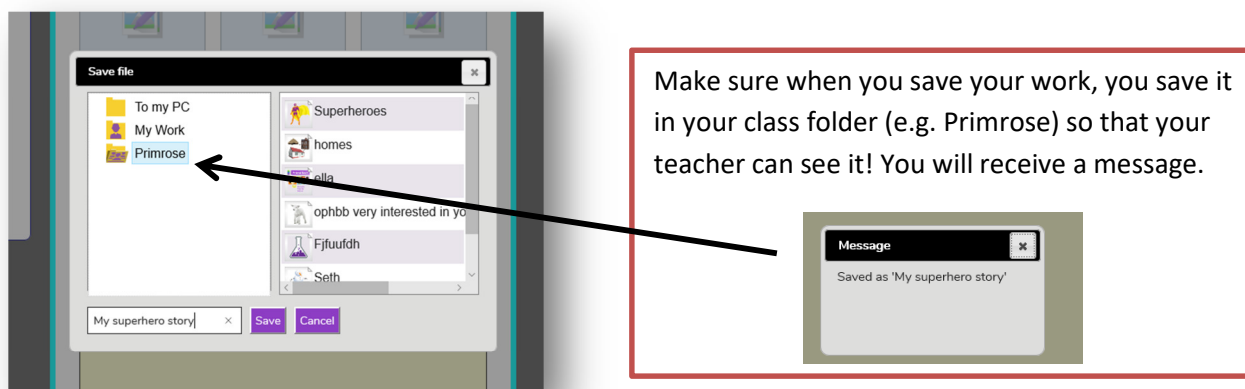 Save file
×
To my PC
My Work
Primrose
Superheroes
homes
ella
ophbb very interested in yo
Fjfuufdh
Seth
My superhero story ×
Save
Cancel
Make sure when you save your work, you save it
in your class folder (e.g. Primrose) so that your
teacher can see it! You will receive a message.
Message ×
Saved as 'My superhero story'